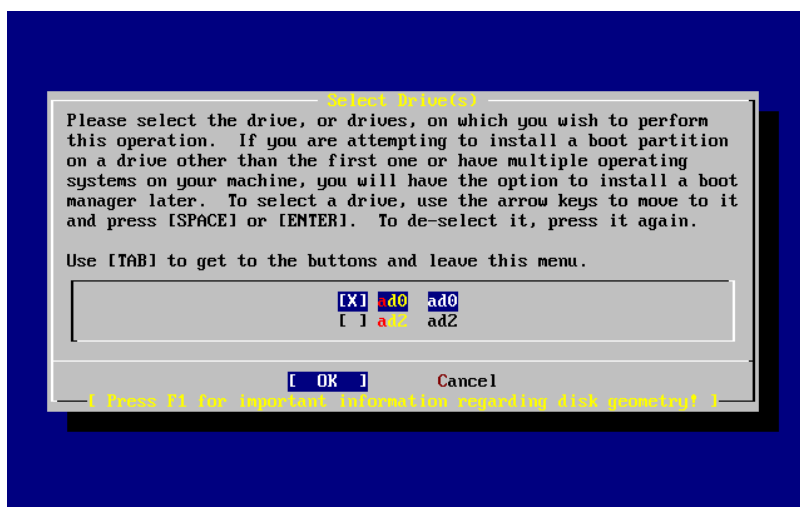 Select Drive(s)
Please select the drive, or drives, on which you wish to perform
this operation.  If you are attempting to install a boot partition
on a drive other than the first one or have multiple operating
systems on your machine, you will have the option to install a boot
manager later.  To select a drive, use the arrow keys to move to it
and press [SPACE] or [ENTER].  To de-select it, press it again.
Use [TAB] to get to the buttons and leave this menu.
[X] ad0 ad0
[ ] ad2 ad2
[ OK ] Cancel
[ Press F1 for important information regarding disk geometry! ]